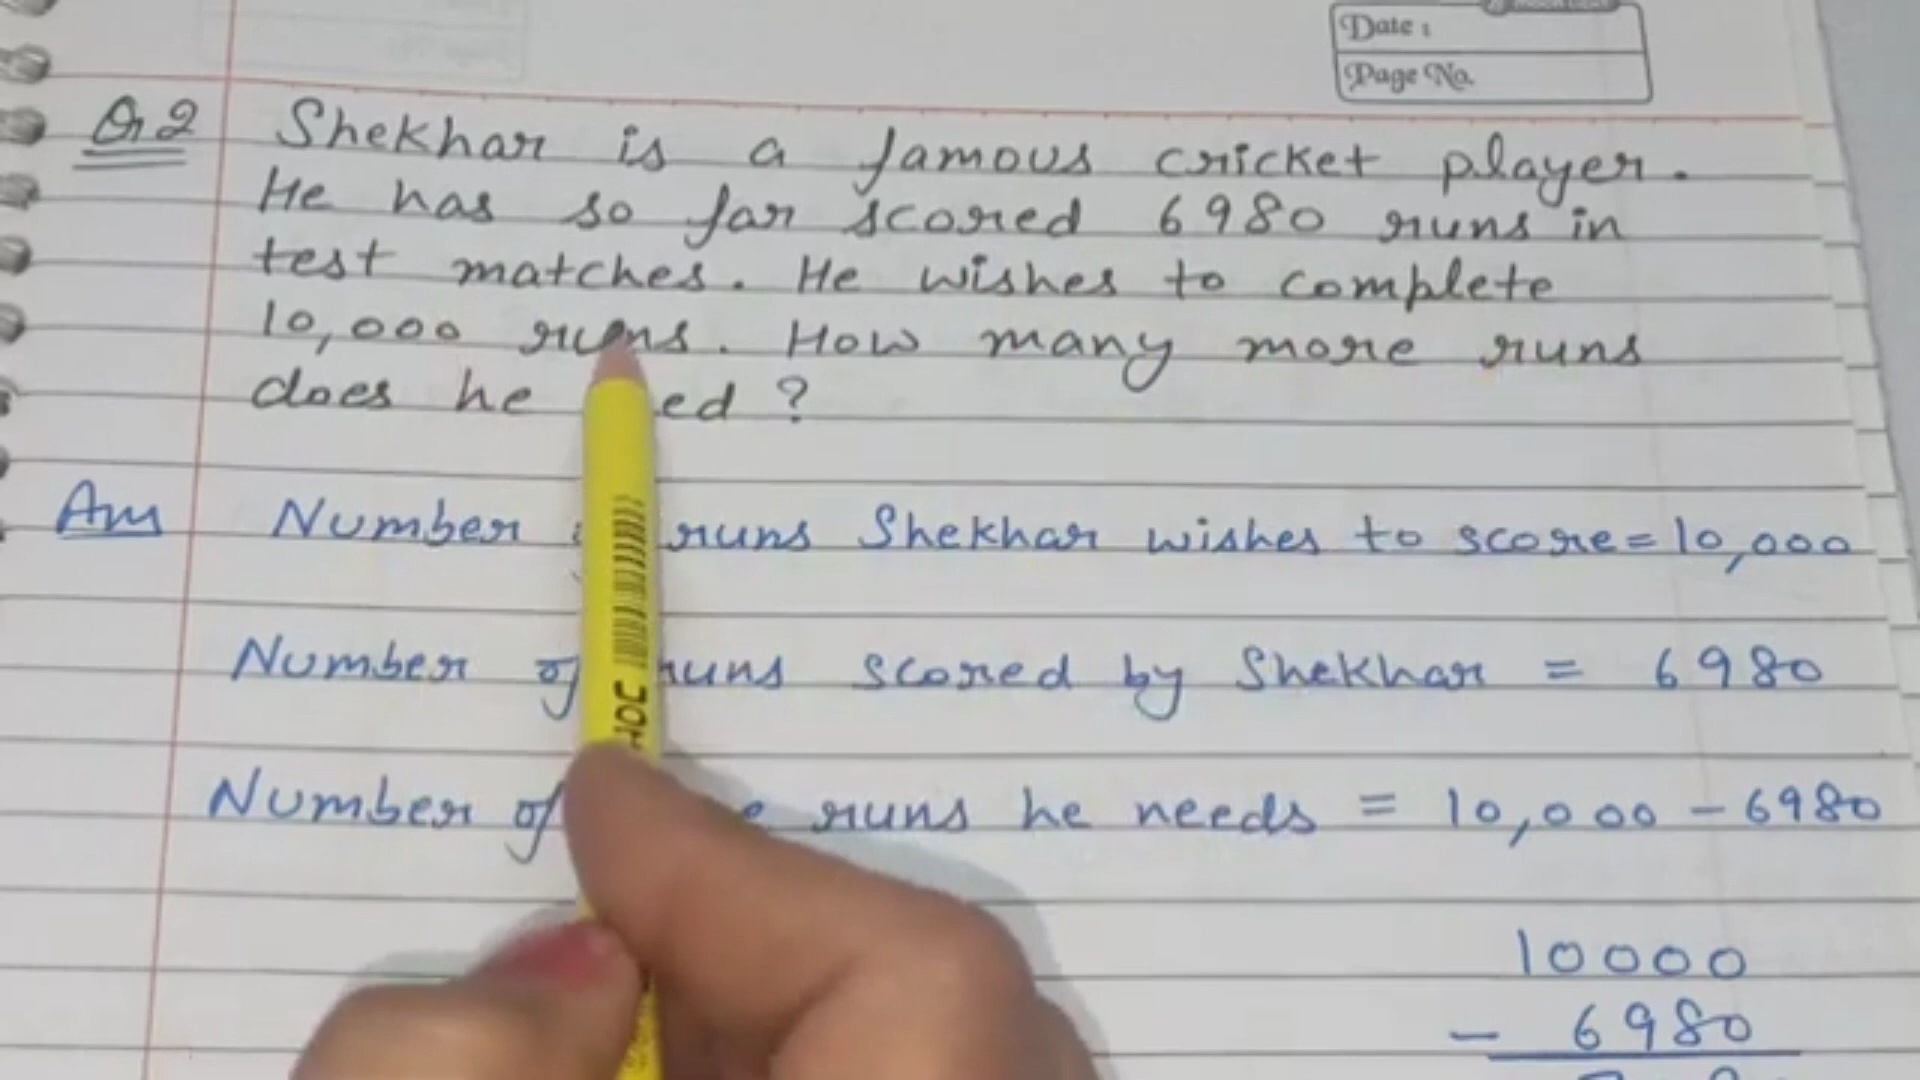 Date :
Page No.
Q.2 Shekhar is a famous cricket player.
He has so far scored 6980 runs in
test matches. He wishes to complete
10,000 runs. How many more runs
does he ed ?
Ans Number runs Shekhar wishes to score = 10,000
Number of runs scored by Shekhar = 6980
Number of runs he needs = 10,000 - 6980
10000
- 6980